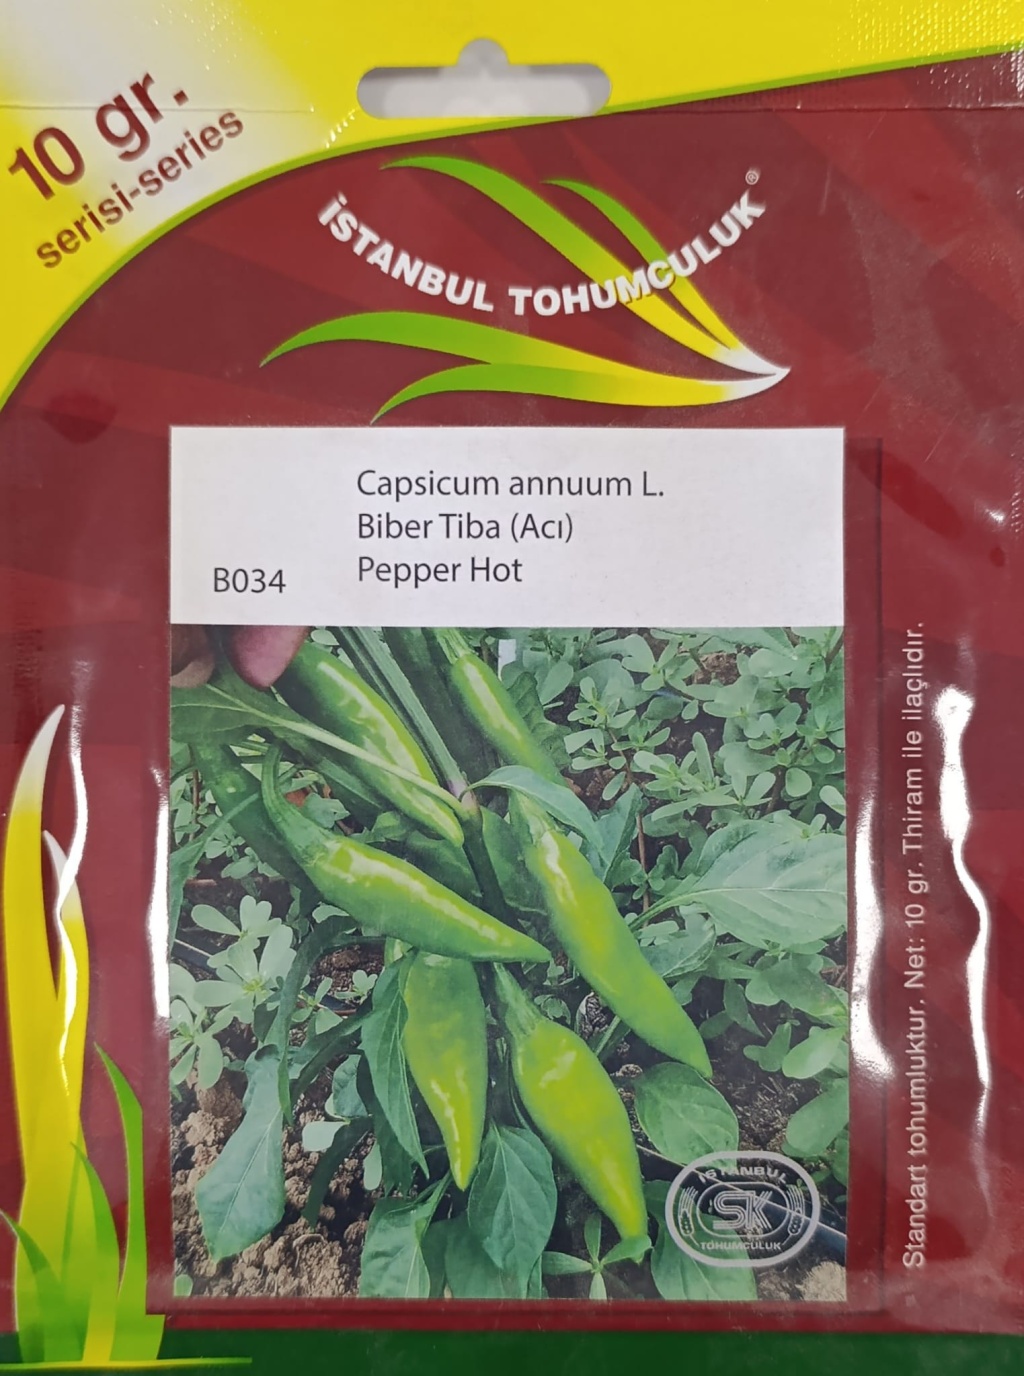 10 gr.
serisi-series
İSTANBUL TOHUMCULUK®
Capsicum annuum L.
Biber Tiba (Acı)
B034
Pepper Hot
Standart tohumluktur. Net: 10 gr. Thiram ile ilaçlıdır.
İSTANBUL
SK
TOHUMCULUK